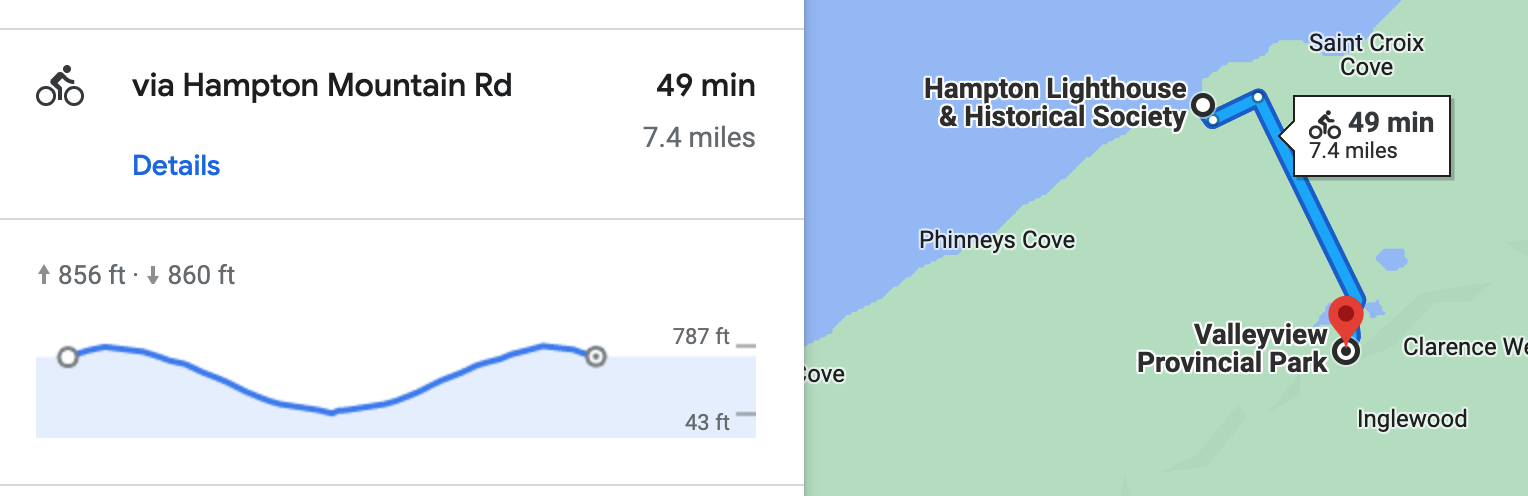 via Hampton Mountain Rd
49 min
7.4 miles
Details
856 ft · 860 ft
787 ft
43 ft
Saint Croix
Cove
Hampton Lighthouse
& Historical Society
49 min
7.4 miles
Phinneys Cove
Valleyview
Provincial Park
Clarence We
Cove
Inglewood